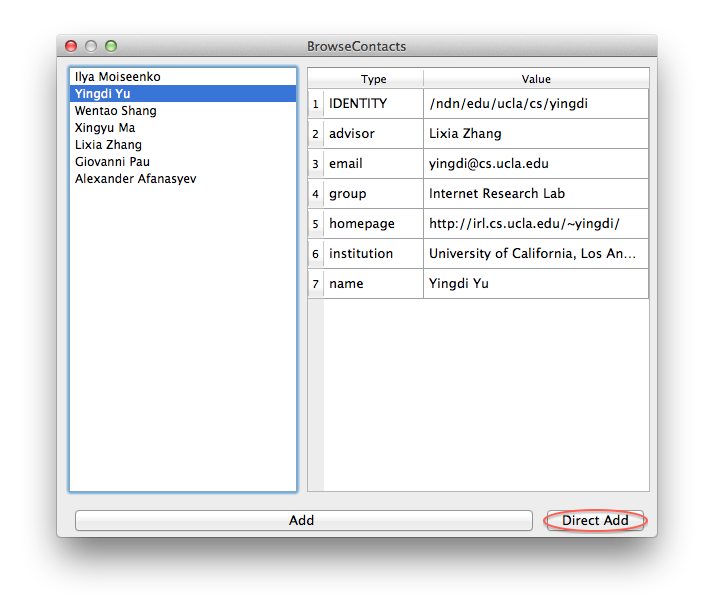 BrowseContacts
Ilya Moiseenko
Yingdi Yu
Wentao Shang
Xingyu Ma
Lixia Zhang
Giovanni Pau
Alexander Afanasyev
Type Value
1 IDENTITY /ndn/edu/ucla/cs/yingdi
2 advisor Lixia Zhang
3 email yingdi@cs.ucla.edu
4 group Internet Research Lab
5 homepage http://irl.cs.ucla.edu/~yingdi/
6 institution University of California, Los An...
7 name Yingdi Yu
Add Direct Add